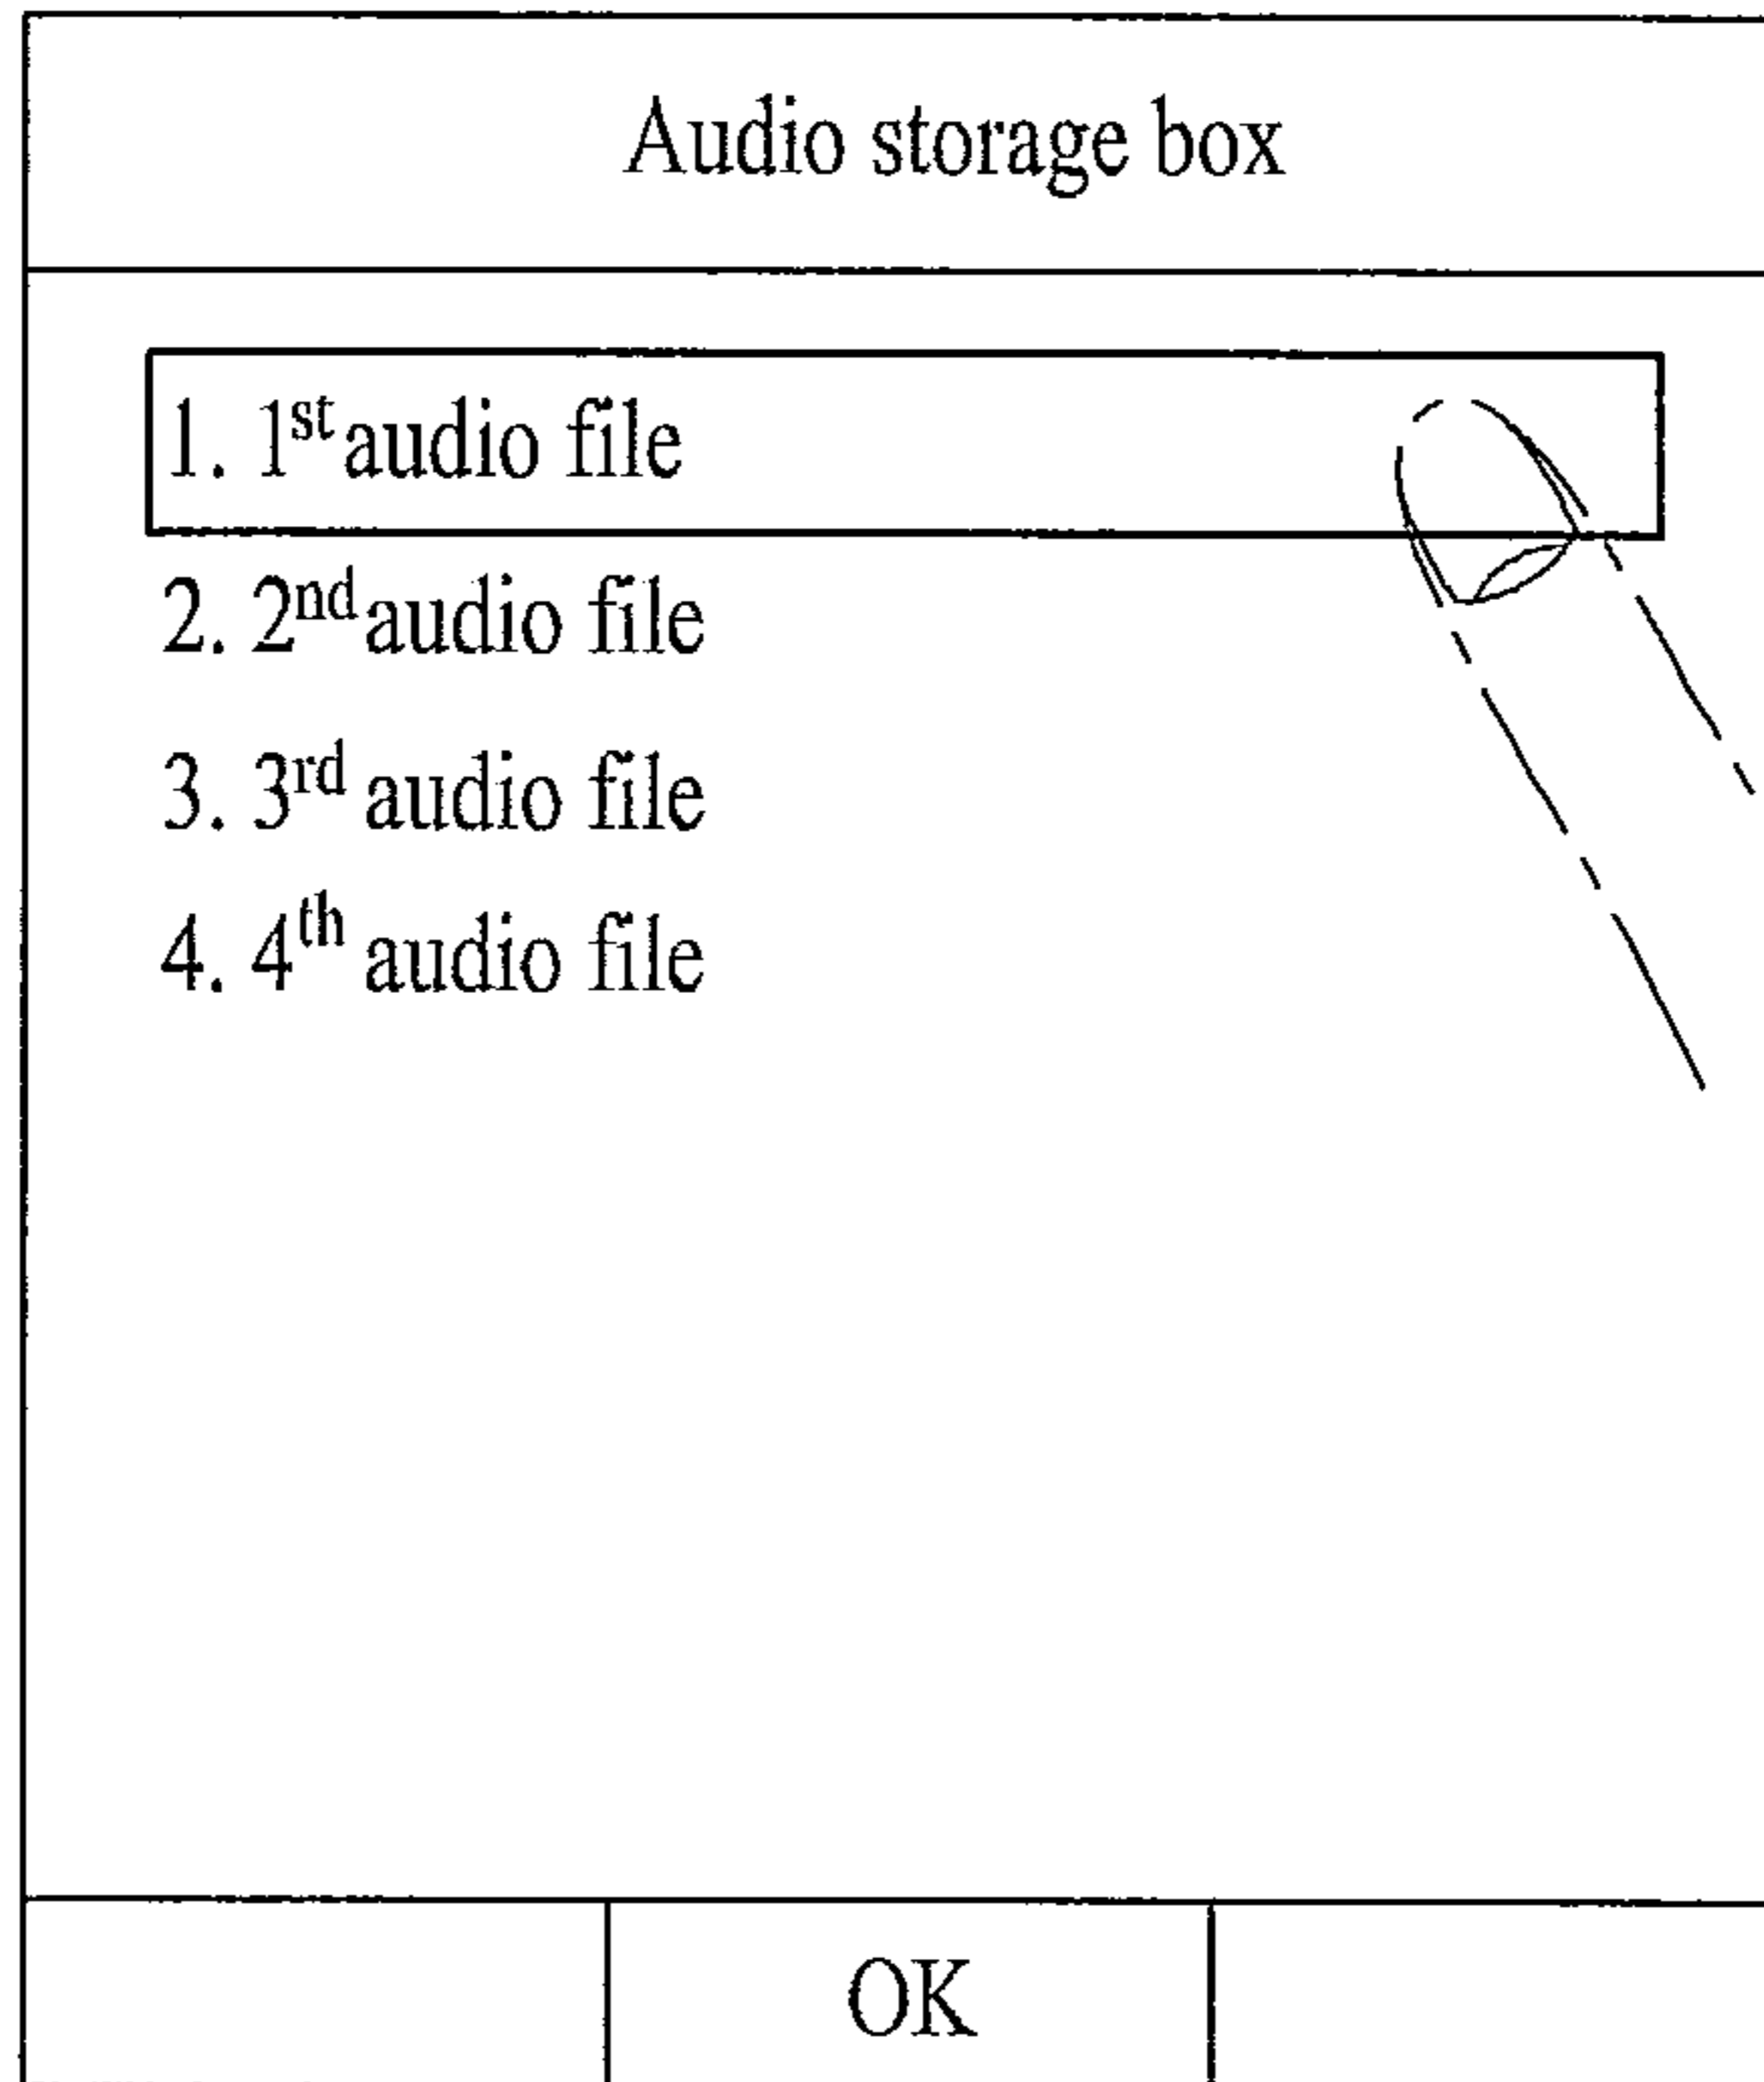 Audio storage box
1. 1st audio file
2. 2nd audio file
3. 3rd audio file
4. 4th audio file
OK